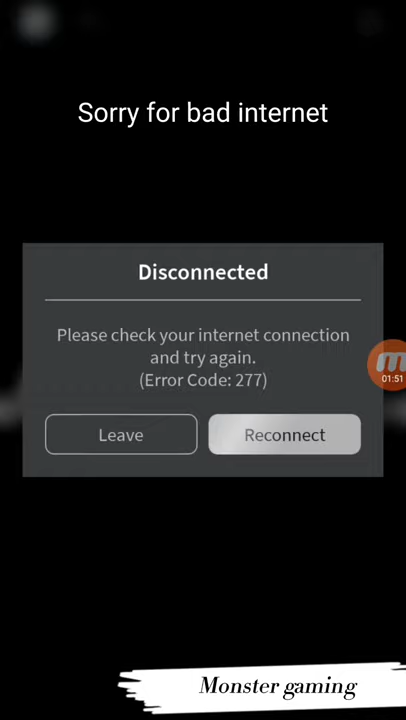 Sorry for bad internet
Disconnected
Please check your internet connection
and try again.
(Error Code: 277)
01:51
Leave
Reconnect
Monster gaming